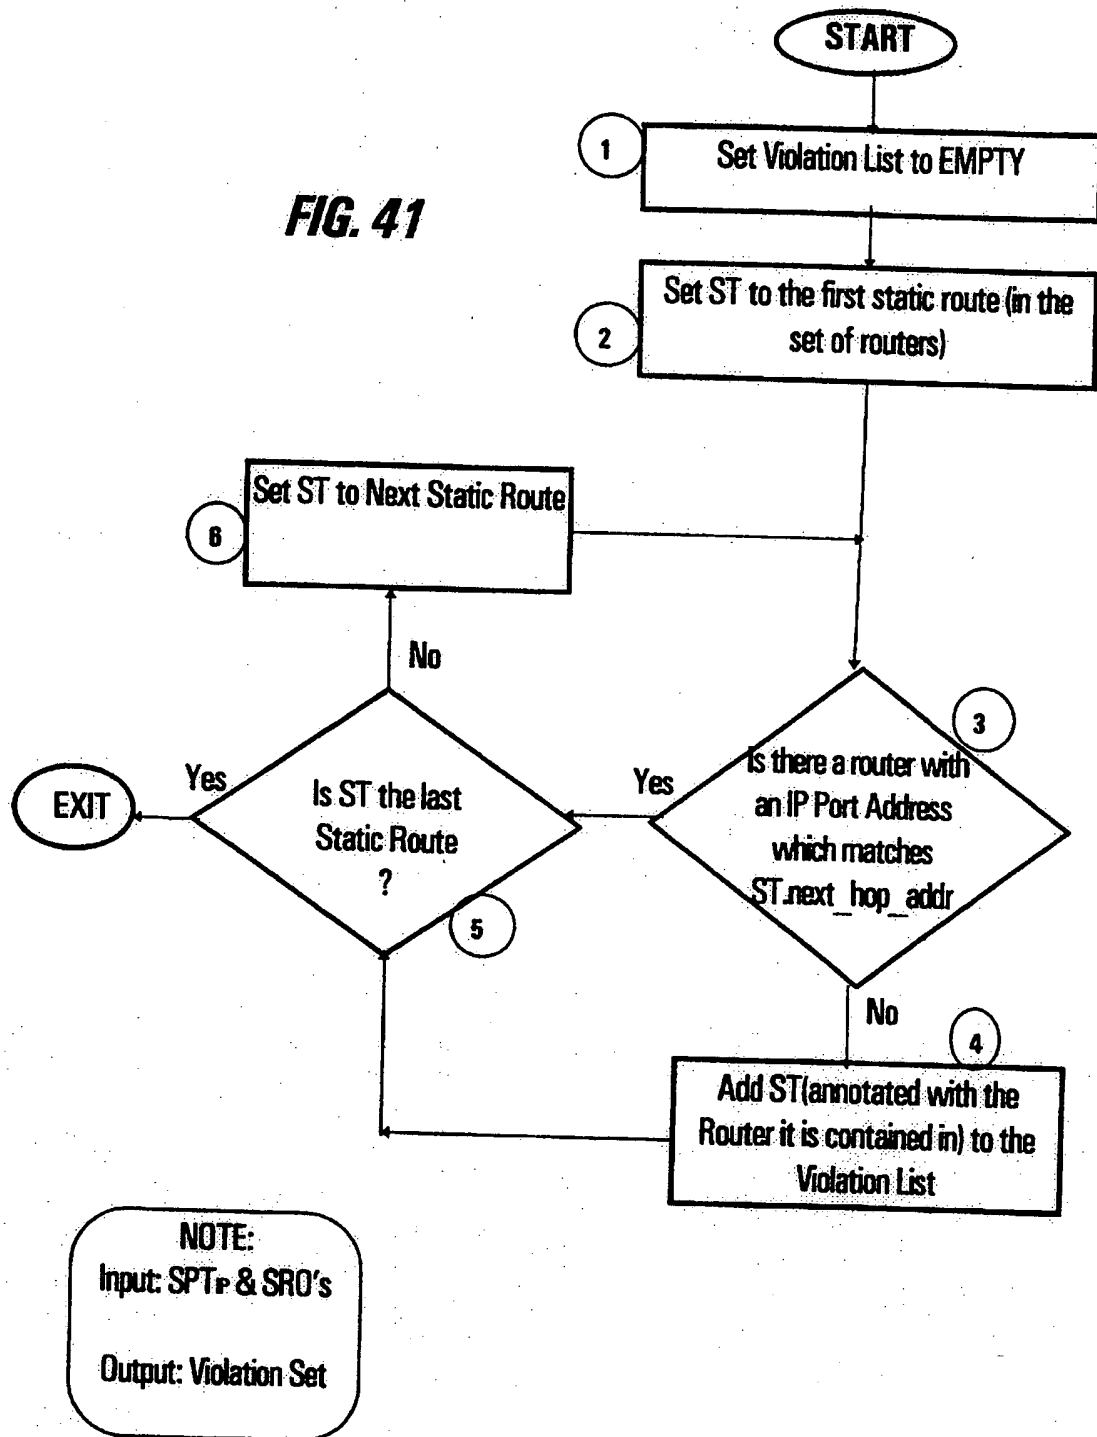 START
1
Set Violation List to EMPTY
FIG. 41
2
Set ST to the first static route (in the
set of routers)
6
Set ST to Next Static Route
No
3
Is there a router with
an IP Port Address
which matches
ST.next_hop_addr
Yes
Is ST the last
Static Route
?
5
Yes
EXIT
No
4
Add ST(annotated with the
Router it is contained in) to the
Violation List
NOTE:
Input: SPTIP & SRO's
Output: Violation Set